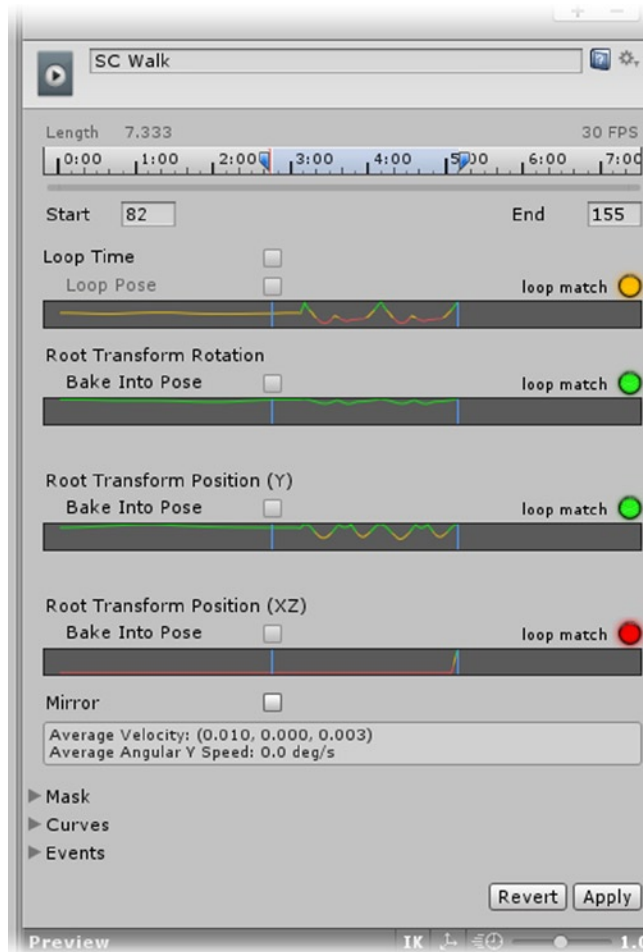 SC Walk
Length 7.333 30 FPS
0:00 1:00 2:00 3:00 4:00 5:00 6:00 7:00
Start 82 End 155
Loop Time
Loop Pose loop match
Root Transform Rotation
Bake Into Pose loop match
Root Transform Position (Y)
Bake Into Pose loop match
Root Transform Position (XZ)
Bake Into Pose loop match
Mirror
Average Velocity: (0.010, 0.000, 0.003)
Average Angular Y Speed: 0.0 deg/s
Mask
Curves
Events
Revert Apply
Preview IK